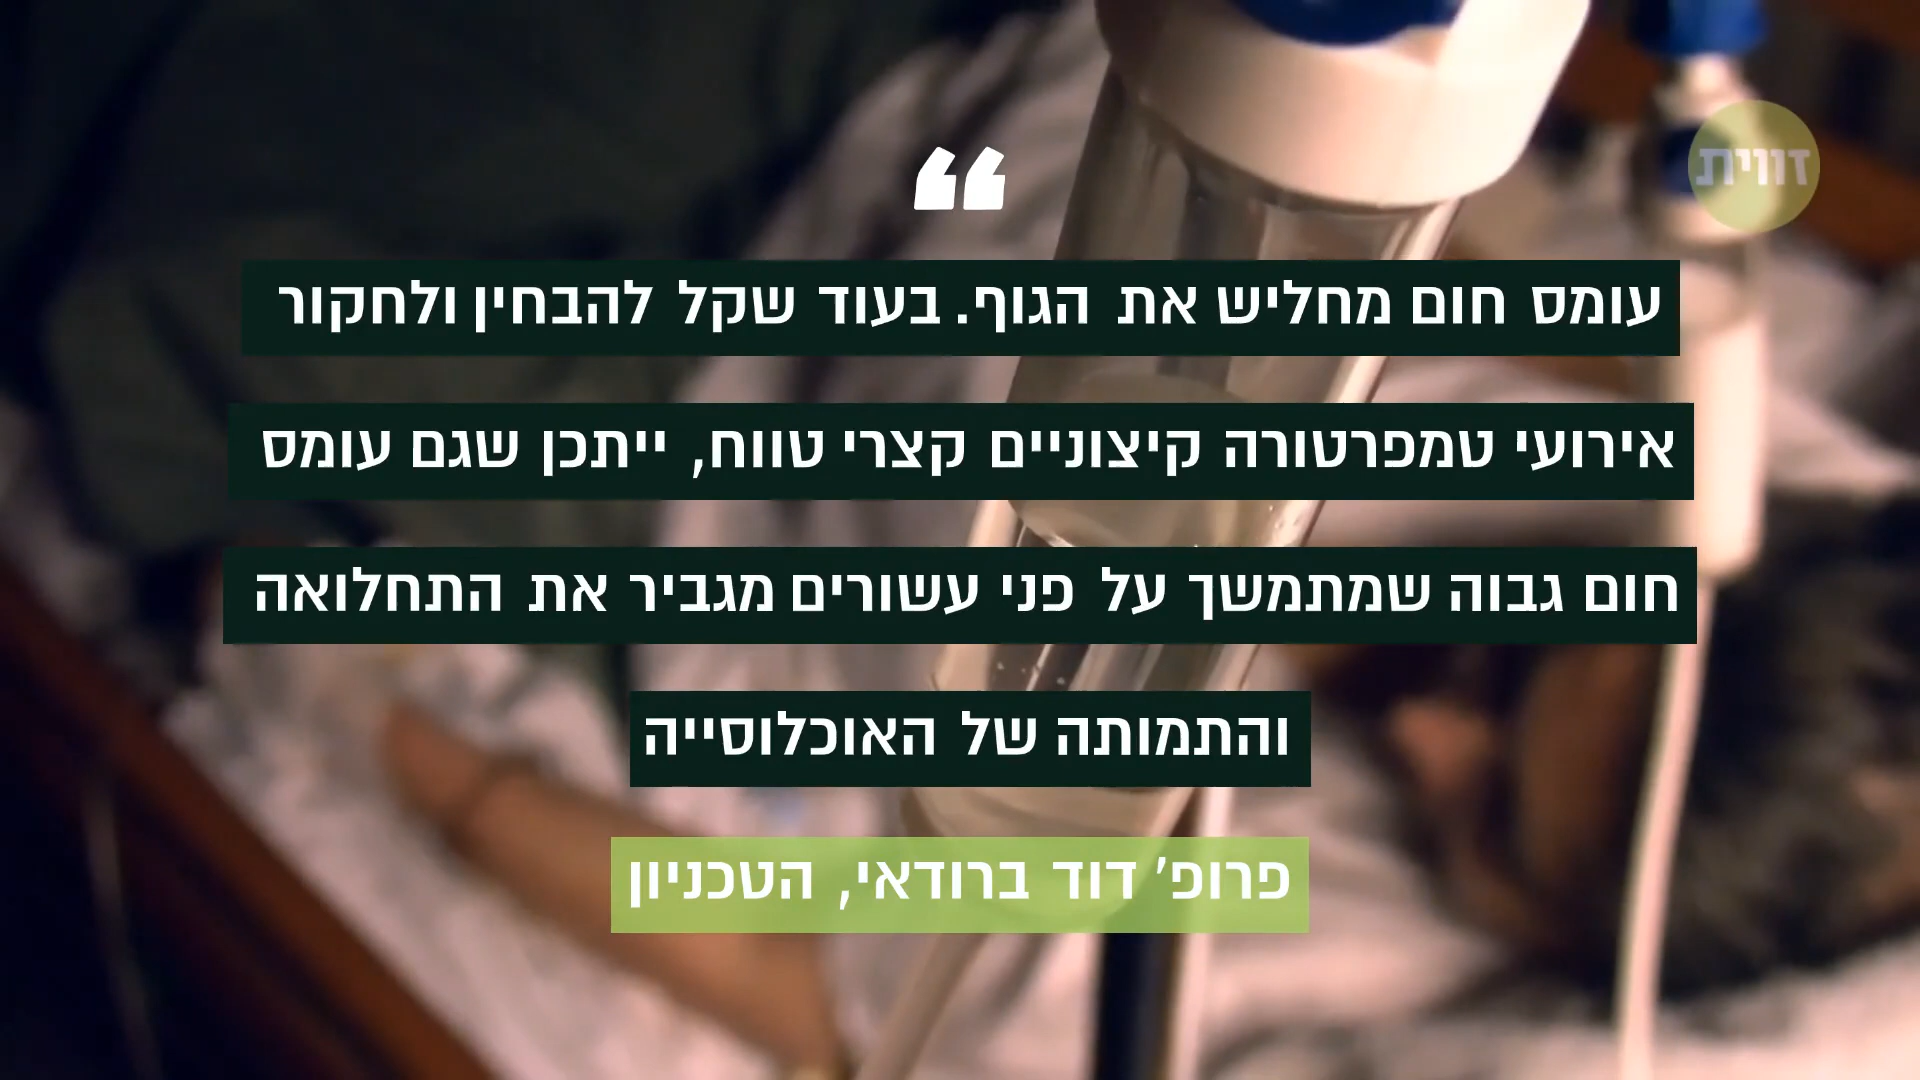 זווית
“
עומס חום מחליש את הגוף. בעוד שקל להבחין ולחקור
אירועי טמפרטורה קיצוניים קצרי טווח, ייתכן שגם עומס
חום גבוה שמתמשך על פני עשורים מגביר את התחלואה
והתמותה של האוכלוסייה
פרופ' דוד ברודאי, הטכניון